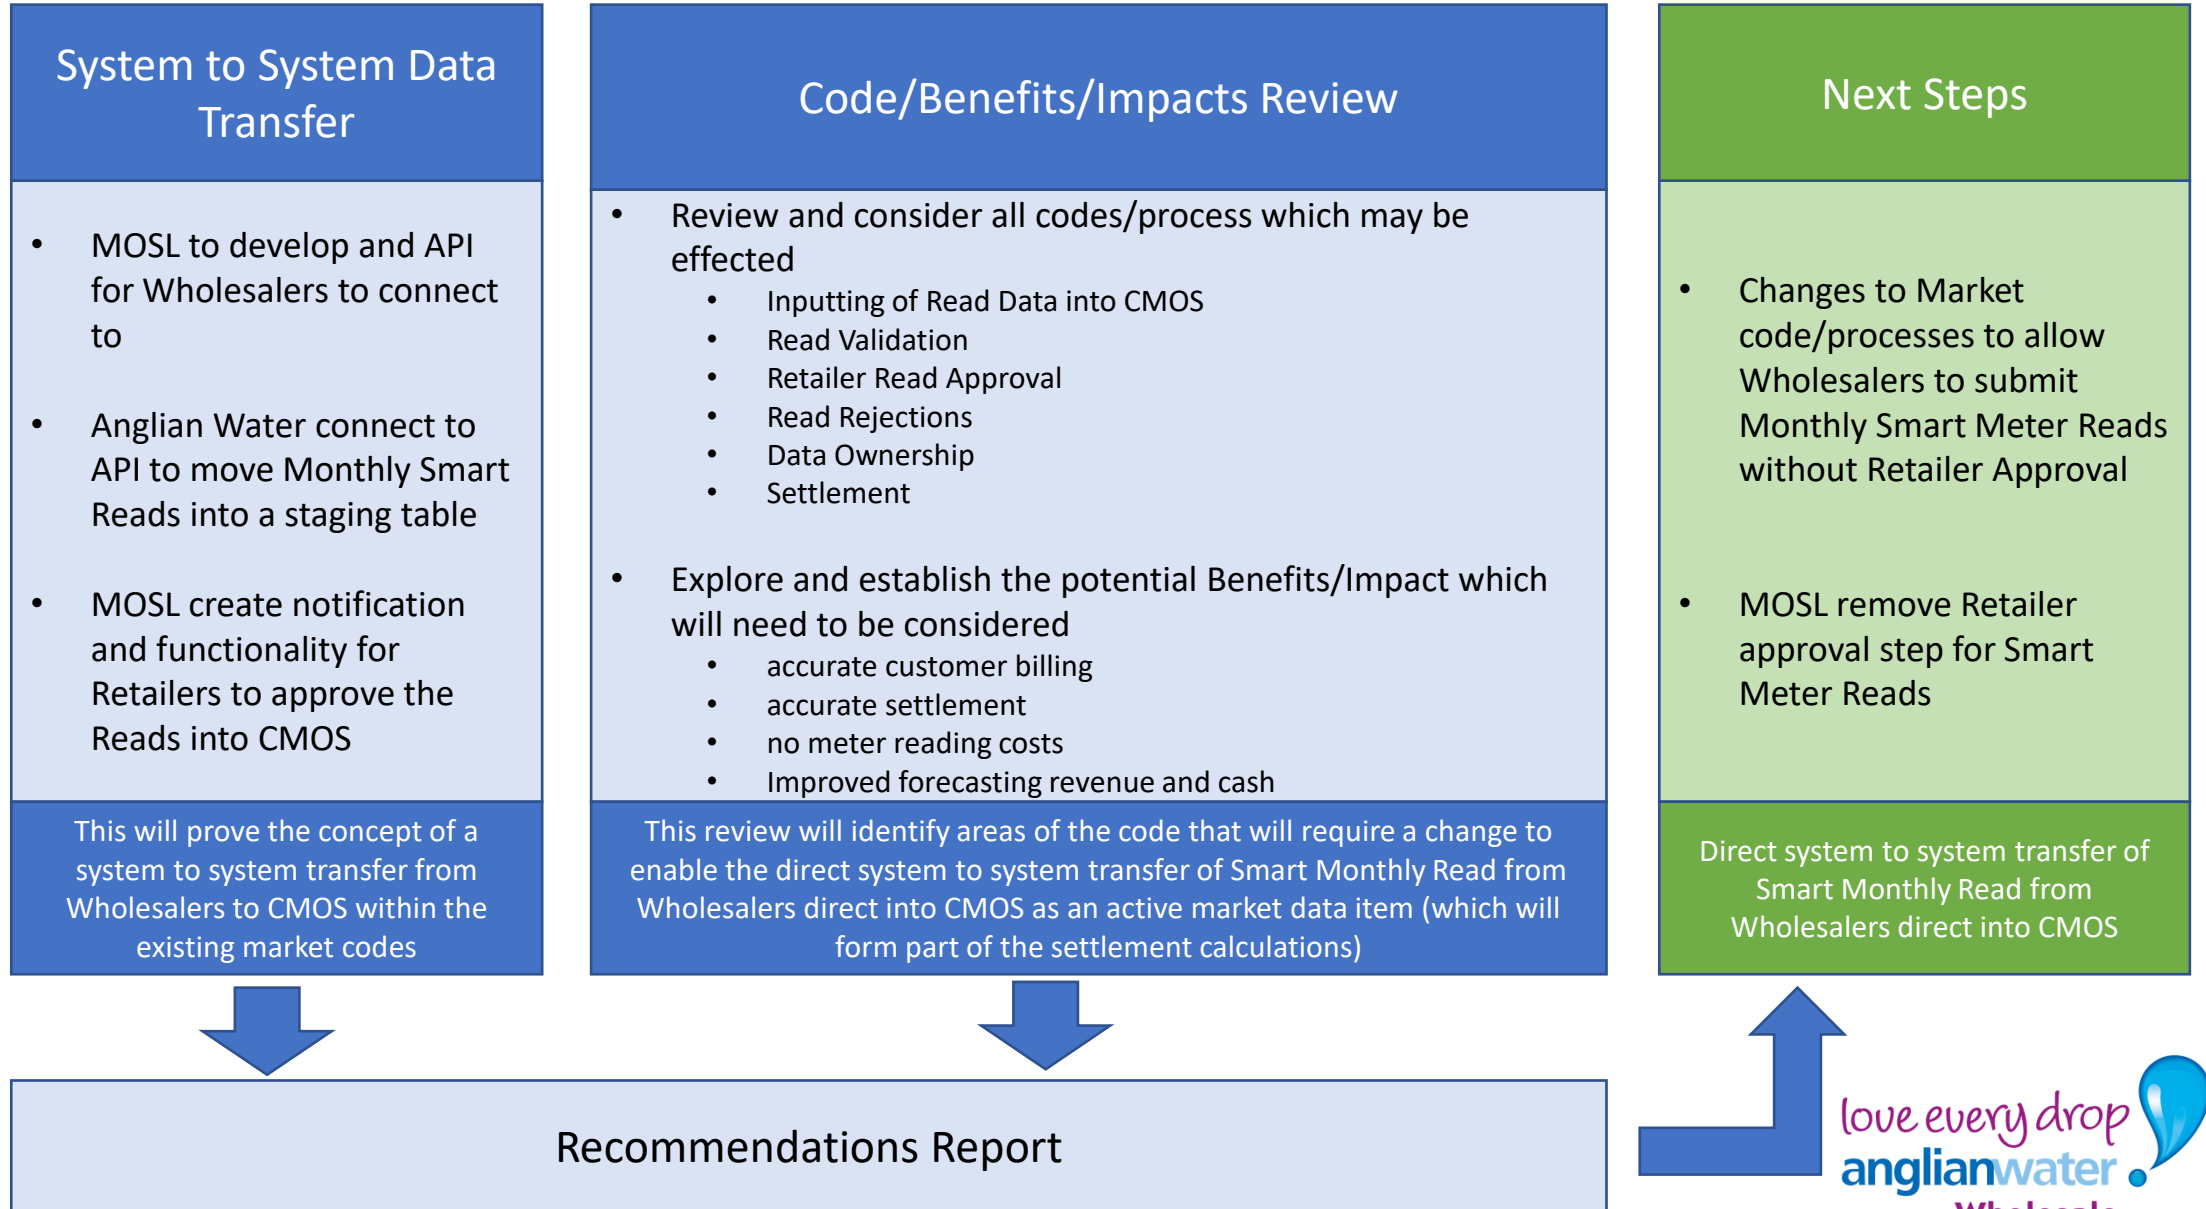 System to System Data
Transfer
• MOSL to develop and API
for Wholesalers to connect
to
• Anglian Water connect to
API to move Monthly Smart
Reads into a staging table
• MOSL create notification
and functionality for
Retailers to approve the
Reads into CMOS
This will prove the concept of a
system to system transfer from
Wholesalers to CMOS within the
existing market codes
Code/Benefits/Impacts Review
• Review and consider all codes/process which may be
effected
• Inputting of Read Data into CMOS
• Read Validation
• Retailer Read Approval
• Read Rejections
• Data Ownership
• Settlement
• Explore and establish the potential Benefits/Impact which
will need to be considered
• accurate customer billing
• accurate settlement
• no meter reading costs
• Improved forecasting revenue and cash
This review will identify areas of the code that will require a change to
enable the direct system to system transfer of Smart Monthly Read from
Wholesalers direct into CMOS as an active market data item (which will
form part of the settlement calculations)
Next Steps
• Changes to Market
code/processes to allow
Wholesalers to submit
Monthly Smart Meter Reads
without Retailer Approval
• MOSL remove Retailer
approval step for Smart
Meter Reads
Direct system to system transfer of
Smart Monthly Read from
Wholesalers direct into CMOS
Recommendations Report
love every drop
anglianwater
Wholesale